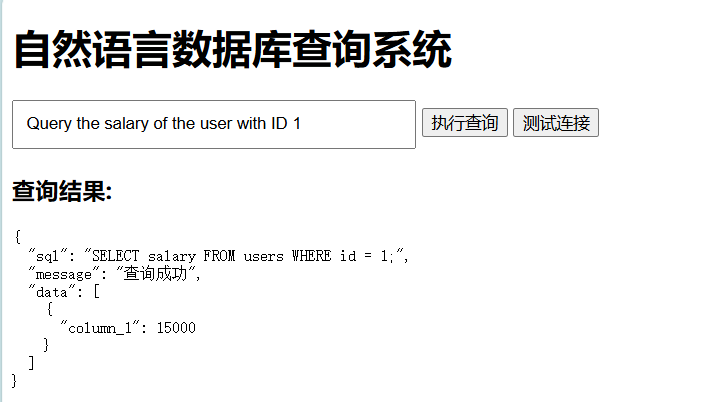 自然语言数据库查询系统
Query the salary of the user with ID 1 执行查询 测试连接
查询结果:
{
  "sql": "SELECT salary FROM users WHERE id = 1;",
  "message": "查询成功",
  "data": [
    {
      "column_1": 15000
    }
  ]
}